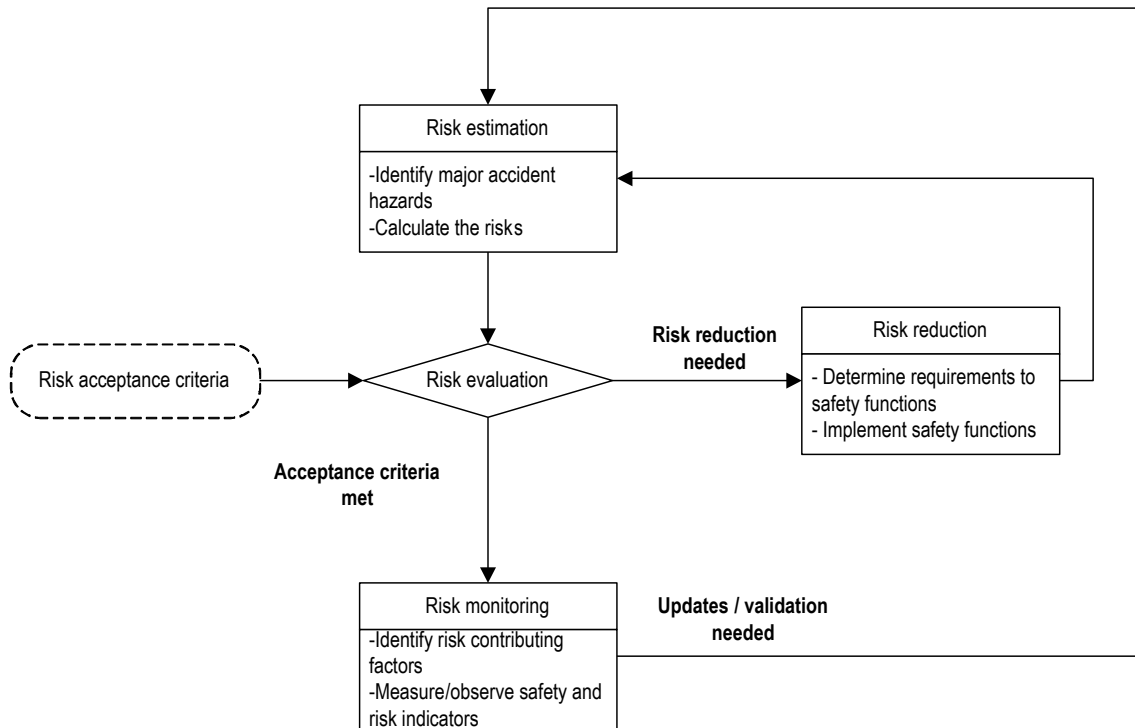 Risk estimation
-Identify major accident
hazards
-Calculate the risks
Risk acceptance criteria
Risk evaluation
Risk reduction
needed
Risk reduction
- Determine requirements to
safety functions
- Implement safety functions
Acceptance criteria
met
Risk monitoring
-Identify risk contributing
factors
-Measure/observe safety and
risk indicators
Updates / validation
needed